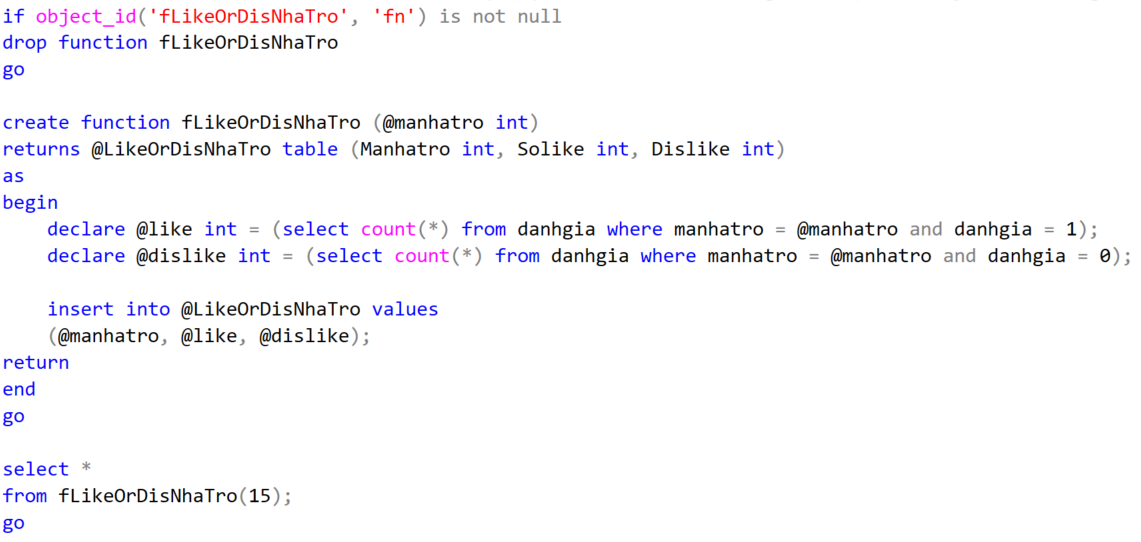 if object_id('fLikeOrDisNhaTro', 'fn') is not null
drop function fLikeOrDisNhaTro
go
create function fLikeOrDisNhaTro (@manhatro int)
returns @LikeOrDisNhaTro table (Manhatro int, Solike int, Dislike int)
as
begin
declare @like int = (select count(*) from danhgia where manhatro = @manhatro and danhgia = 1);
declare @dislike int = (select count(*) from danhgia where manhatro = @manhatro and danhgia = 0);
insert into @LikeOrDisNhaTro values
(@manhatro, @like, @dislike);
return
end
go
select *
from fLikeOrDisNhaTro(15);
go